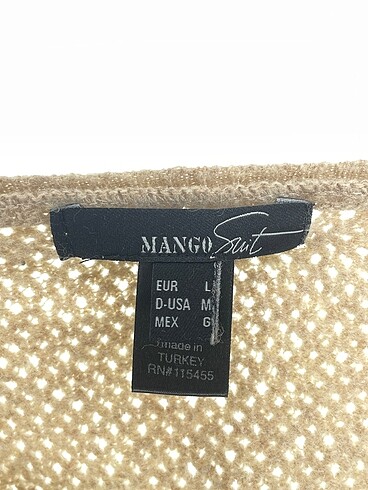 MANGO Suit
EUR L
D-USA M
MEX G
made in
TURKEY
RN#115455